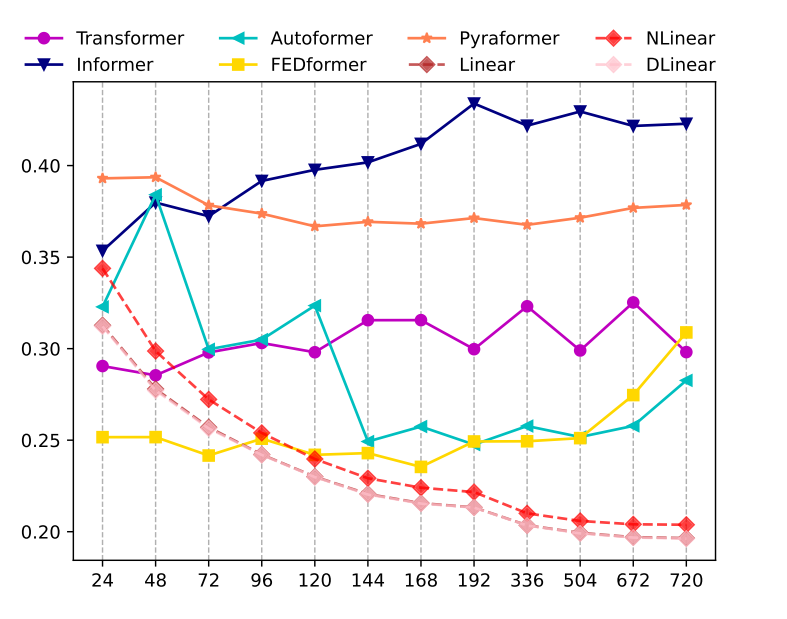 Transformer Autoformer Pyraformer NLinear
Informer FEDformer Linear DLinear
0.40
0.35
0.30
0.25
0.20
24 48 72 96 120 144 168 192 336 504 672 720